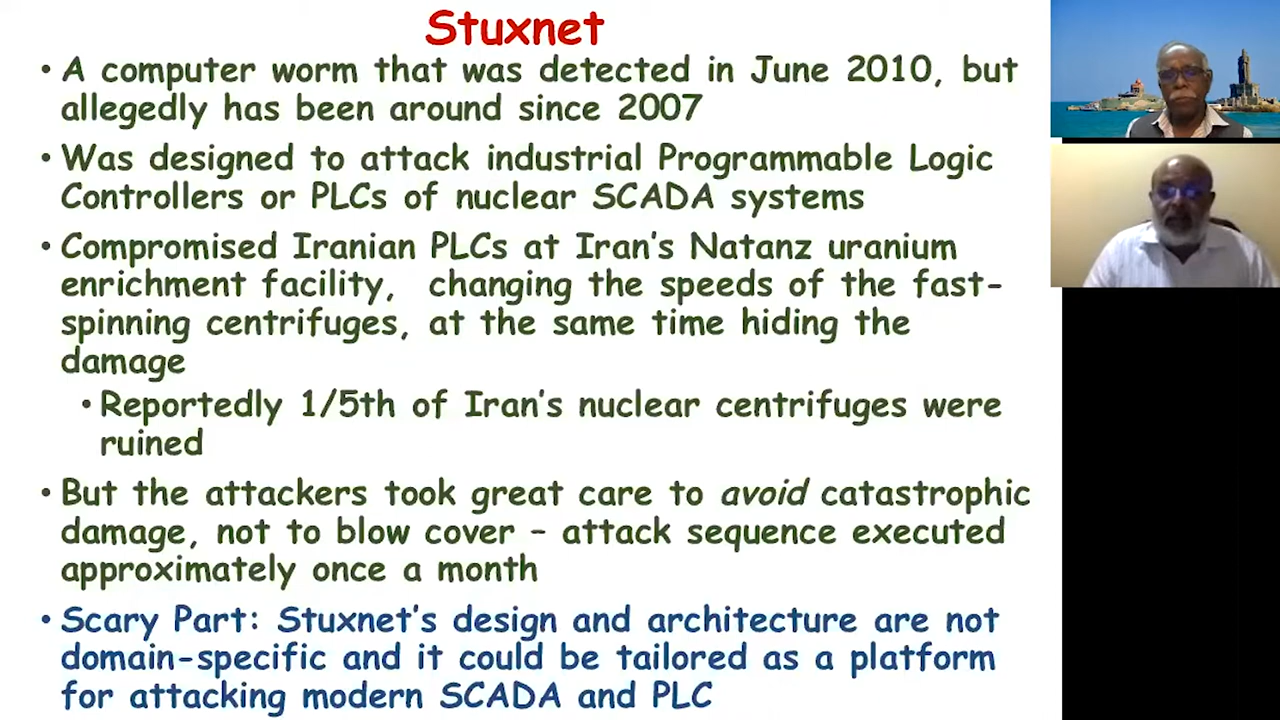 Stuxnet
• A computer worm that was detected in June 2010, but
allegedly has been around since 2007
• Was designed to attack industrial Programmable Logic
Controllers or PLCs of nuclear SCADA systems
• Compromised Iranian PLCs at Iran's Natanz uranium
enrichment facility, changing the speeds of the fast-
spinning centrifuges, at the same time hiding the
damage
• Reportedly 1/5th of Iran's nuclear centrifuges were
ruined
• But the attackers took great care to avoid catastrophic
damage, not to blow cover – attack sequence executed
approximately once a month
• Scary Part: Stuxnet's design and architecture are not
domain-specific and it could be tailored as a platform
for attacking modern SCADA and PLC